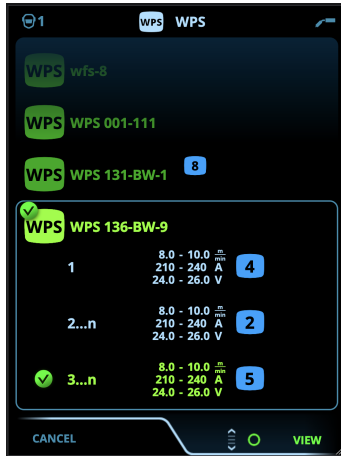 1 WPS WPS
WPS wfs-8
WPS WPS 001-111
WPS WPS 131-BW-1 8
WPS WPS 136-BW-9
1 8.0 - 10.0 m/min
210 - 240 A 4
24.0 - 26.0 V
2...n 8.0 - 10.0 m/min
210 - 240 A 2
24.0 - 26.0 V
3...n 8.0 - 10.0 m/min
210 - 240 A 5
24.0 - 26.0 V
CANCEL VIEW